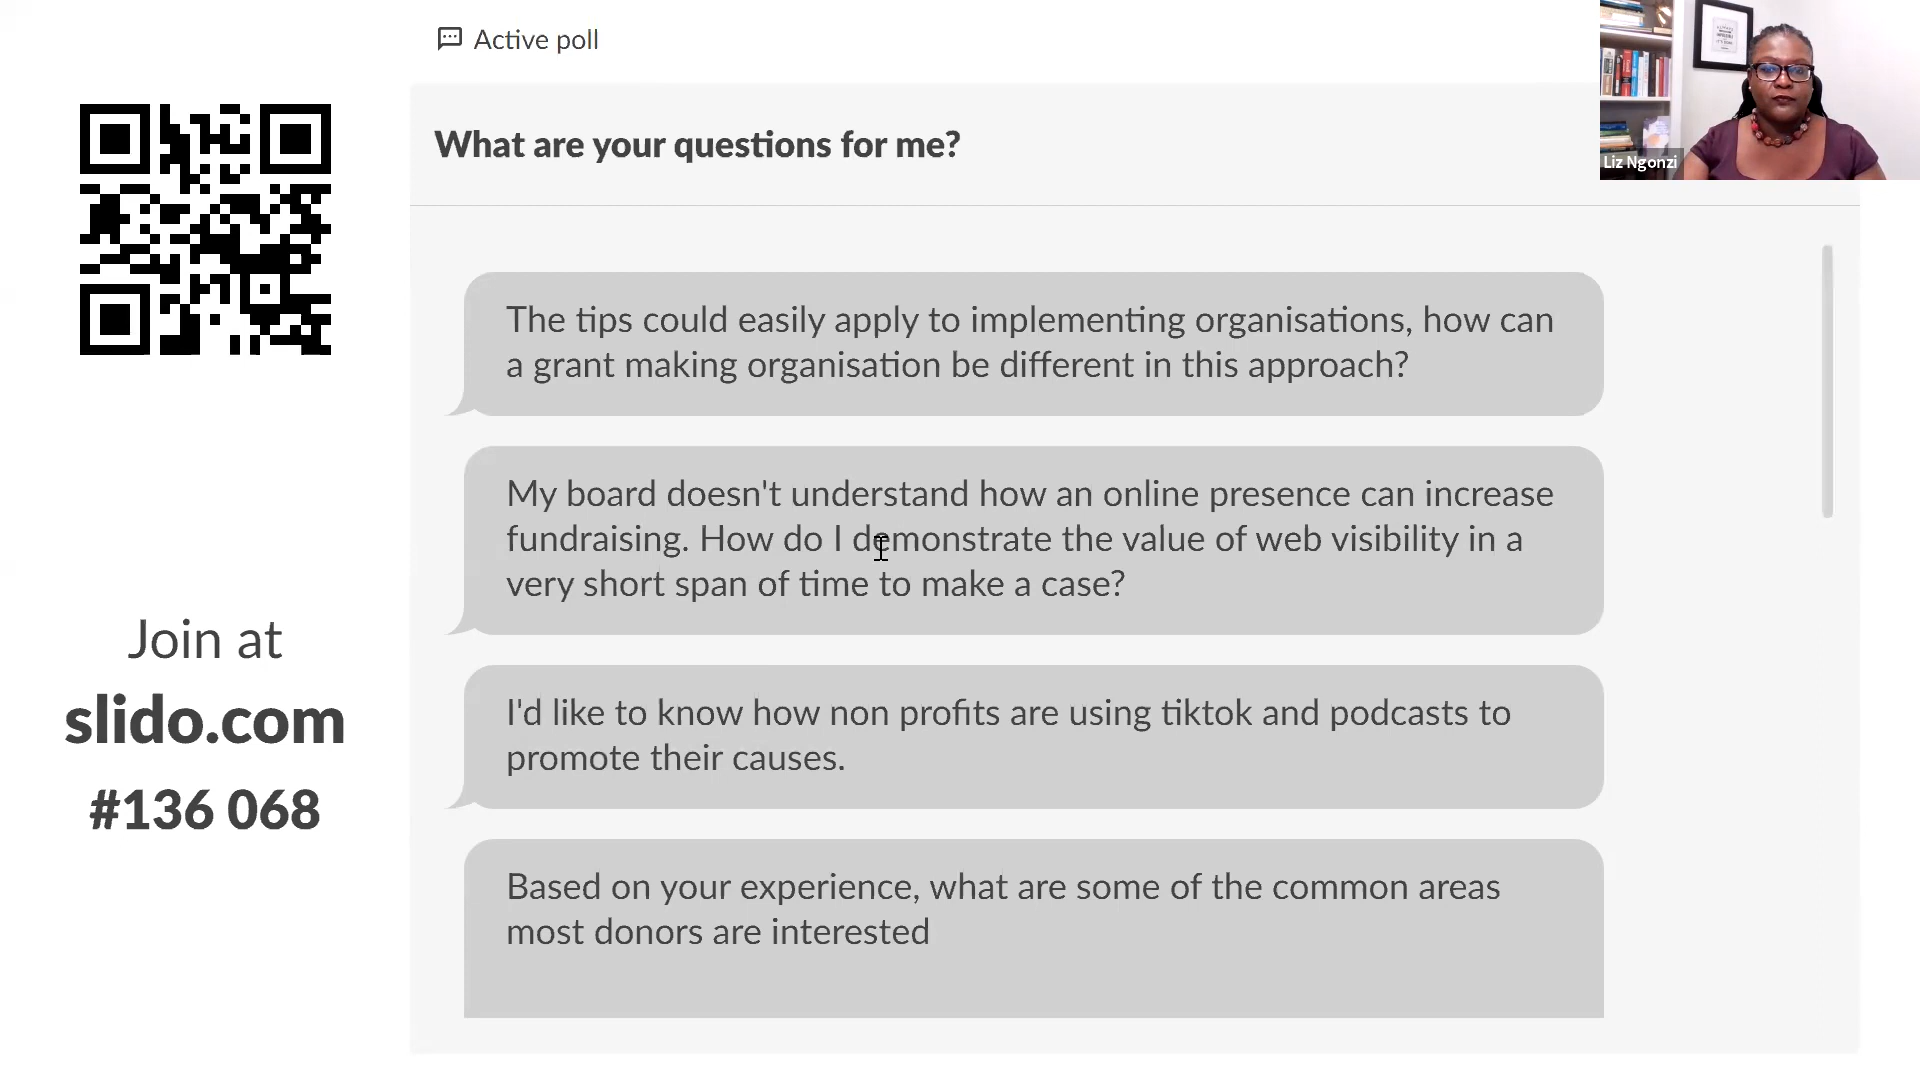 Active poll
What are your questions for me?
Liz Ngonzi
The tips could easily apply to implementing organisations, how can
a grant making organisation be different in this approach?
My board doesn't understand how an online presence can increase
fundraising. How do I demonstrate the value of web visibility in a
very short span of time to make a case?
I'd like to know how non profits are using tiktok and podcasts to
promote their causes.
Based on your experience, what are some of the common areas
most donors are interested
Join at
slido.com
#136 068